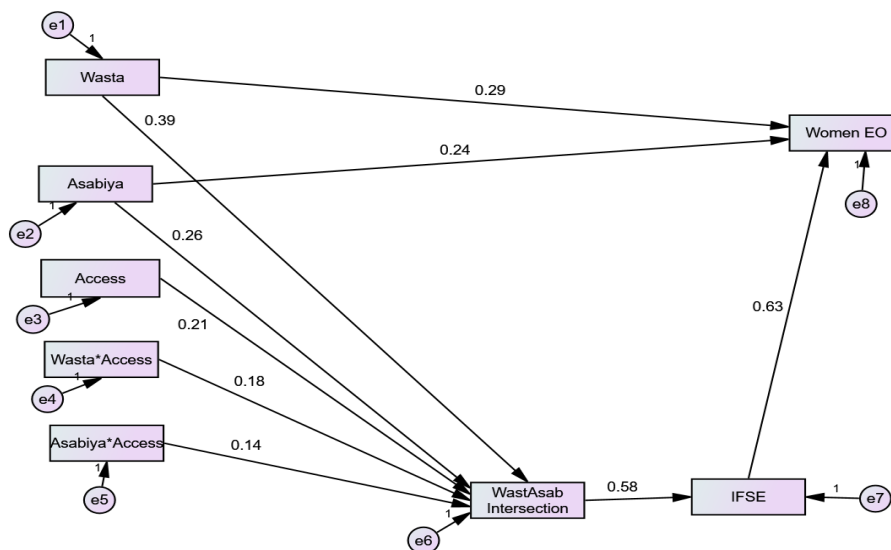 e1
1
Wasta
0.29
0.39
Women EO
1
e8
0.24
Asabiya
1
e2
0.26
Access
1
e3
0.21
0.63
Wasta*Access
1
e4
0.18
Asabiya*Access
1
e5
0.14
WastAsab
Intersection
1
e6
0.58
IFSE
1
e7